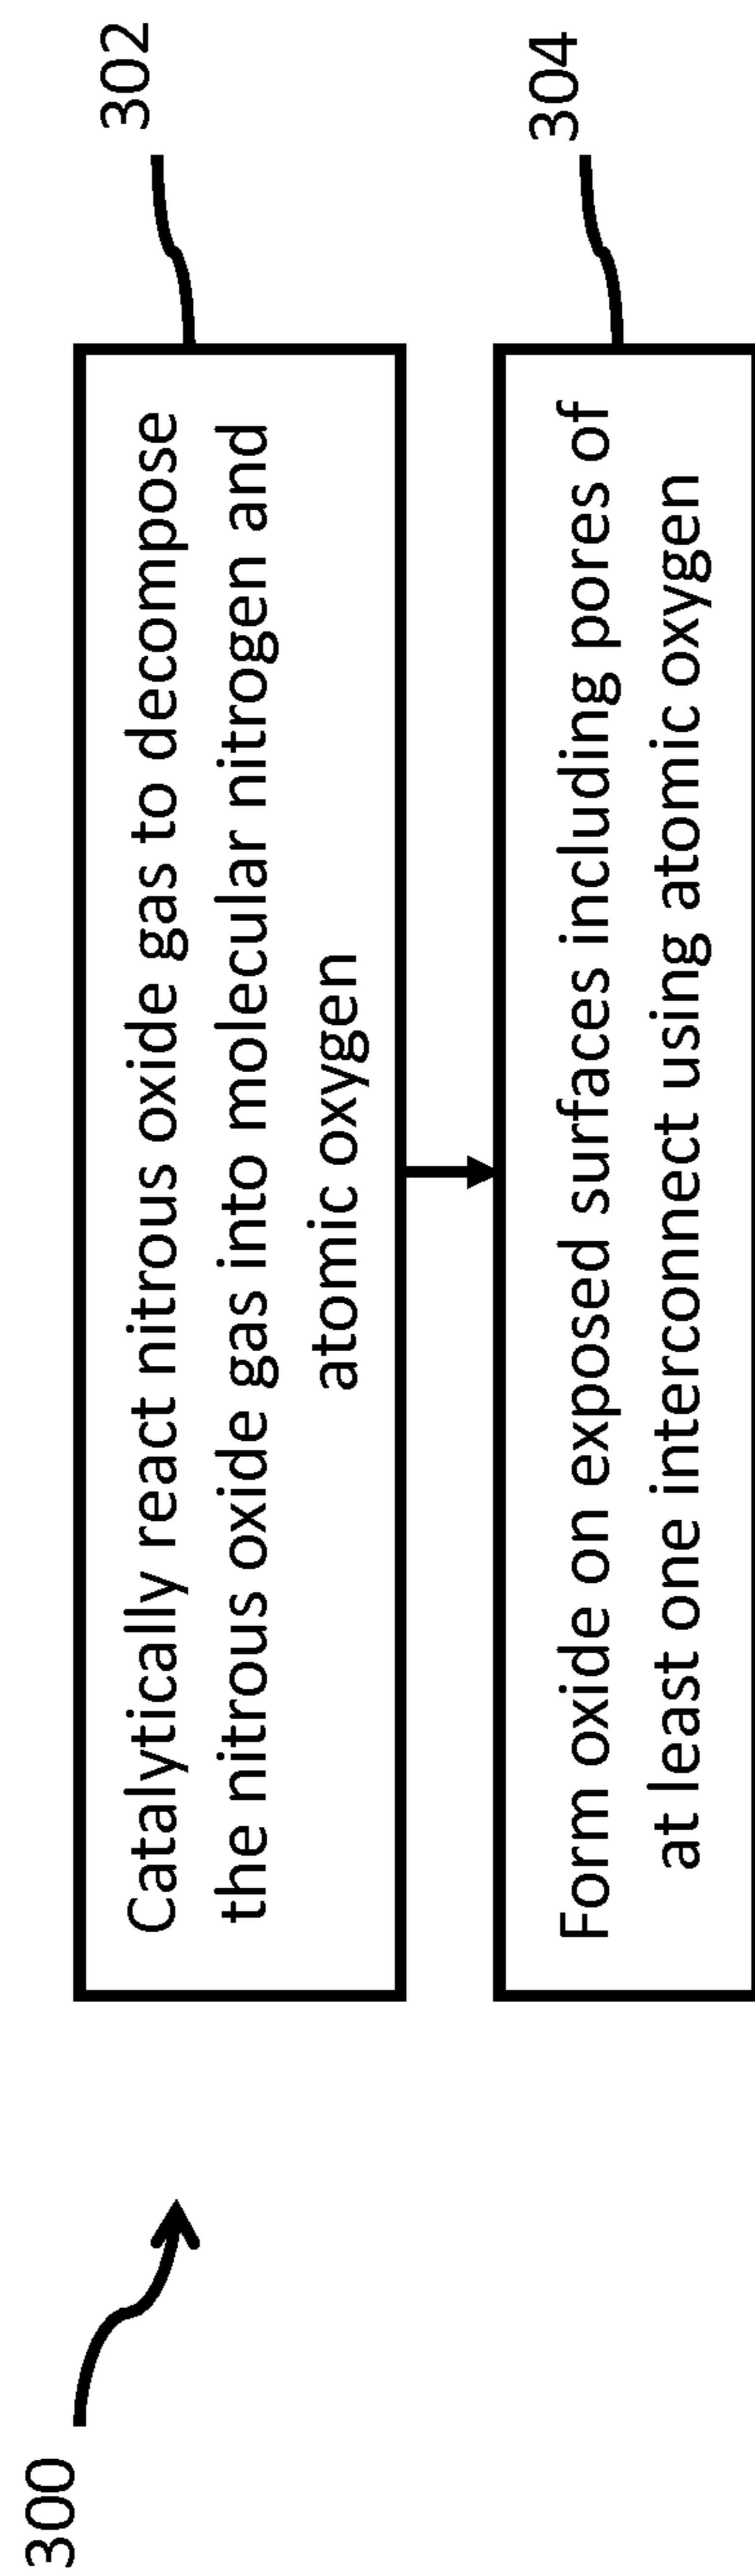 300
Catalytically react nitrous oxide gas to decompose
the nitrous oxide gas into molecular nitrogen and
atomic oxygen
302
Form oxide on exposed surfaces including pores of
at least one interconnect using atomic oxygen
304